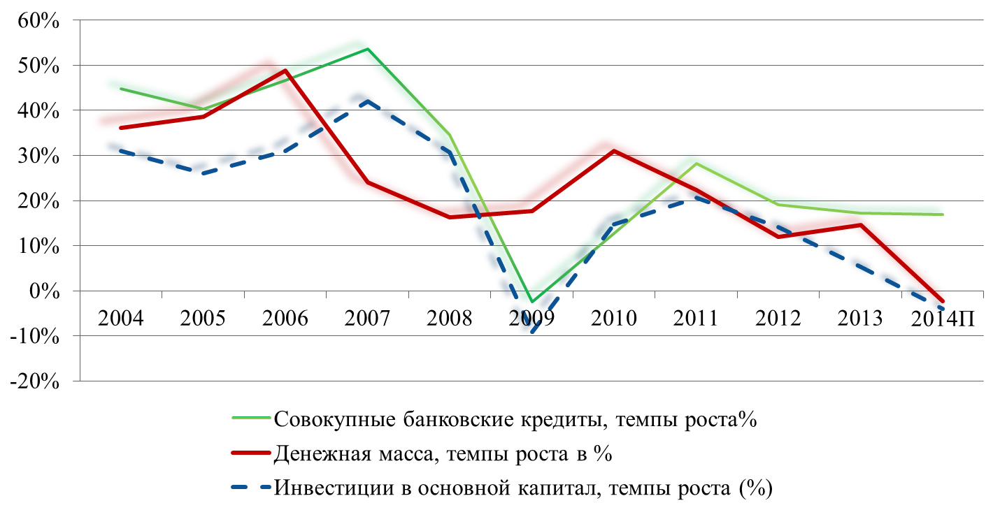 60%
50%
40%
30%
20%
10%
0%
2004 2005 2006 2007 2008 2009 2010 2011 2012 2013 2014П
-10%
-20%
Совокупные банковские кредиты, темпы роста%
Денежная масса, темпы роста в %
Инвестиции в основной капитал, темпы роста (%)